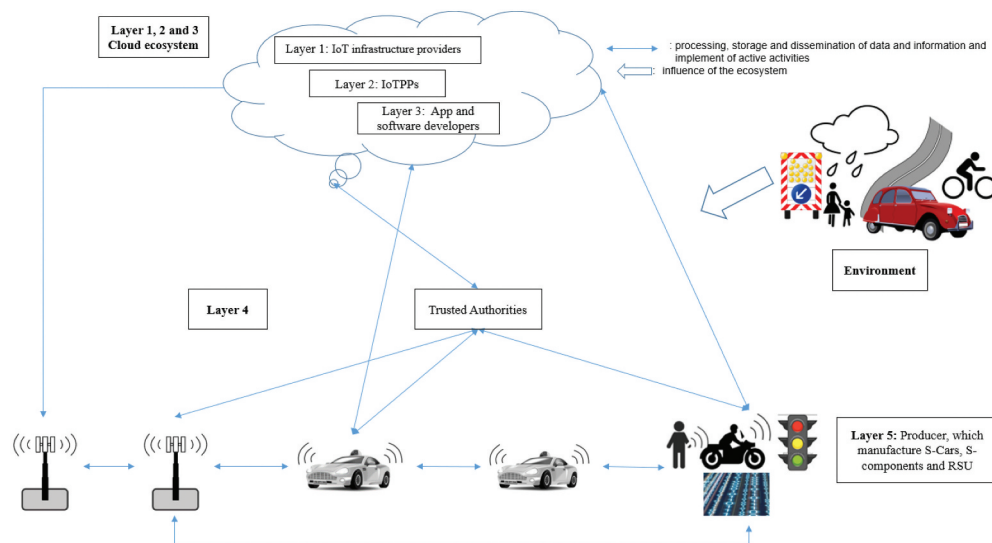 Layer 1, 2 and 3
Cloud ecosystem
Layer 1: IoT infrastructure providers
Layer 2: IoTPPs
Layer 3: App and
software developers
: processing, storage and dissemination of data and information and
implement of active activities
: influence of the ecosystem
Environment
Layer 4
Trusted Authorities
Layer 5: Producer, which
manufacture S-Cars, S-
components and RSU